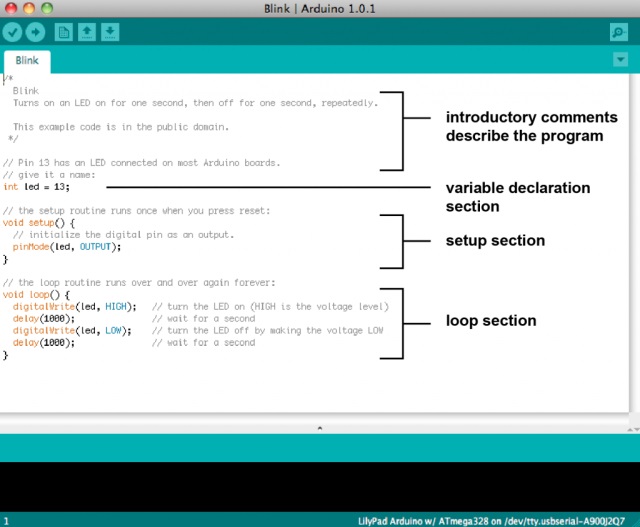 Blink | Arduino 1.0.1
Blink
/*
Blink
Turns on an LED on for one second, then off for one second, repeatedly.
This example code is in the public domain.
*/
introductory comments
describe the program
// Pin 13 has an LED connected on most Arduino boards.
// give it a name:
int led = 13;
variable declaration
section
// the setup routine runs once when you press reset:
void setup() {
// initialize the digital pin as an output.
pinMode(led, OUTPUT);
}
setup section
// the loop routine runs over and over again forever:
void loop() {
digitalWrite(led, HIGH);   // turn the LED on (HIGH is the voltage level)
delay(1000);               // wait for a second
digitalWrite(led, LOW);    // turn the LED off by making the voltage LOW
delay(1000);               // wait for a second
}
loop section
1
LilyPad Arduino w/ ATmega328 on /dev/tty.usbserial-A900J2Q7